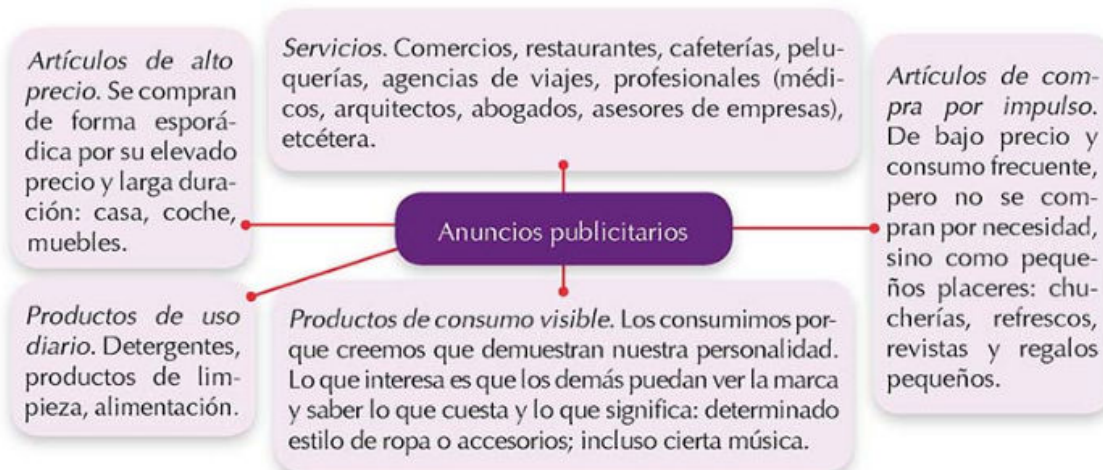 Artículos de alto
precio. Se compran
de forma esporá-
dica por su elevado
precio y larga dura-
ción: casa, coche,
muebles.
Servicios. Comercios, restaurantes, cafeterías, pelu-
querías, agencias de viajes, profesionales (médi-
cos, arquitectos, abogados, asesores de empresas),
etcétera.
Artículos de com-
pra por impulso.
De bajo precio y
consumo frecuente,
pero no se com-
pran por necesidad,
sino como peque-
ños placeres: chu-
cherías, refrescos,
revistas y regalos
pequeños.
Anuncios publicitarios
Productos de uso
diario. Detergentes,
productos de lim-
pieza, alimentación.
Productos de consumo visible. Los consumimos por-
que creemos que demuestran nuestra personalidad.
Lo que interesa es que los demás puedan ver la marca
y saber lo que cuesta y lo que significa: determinado
estilo de ropa o accesorios; incluso cierta música.